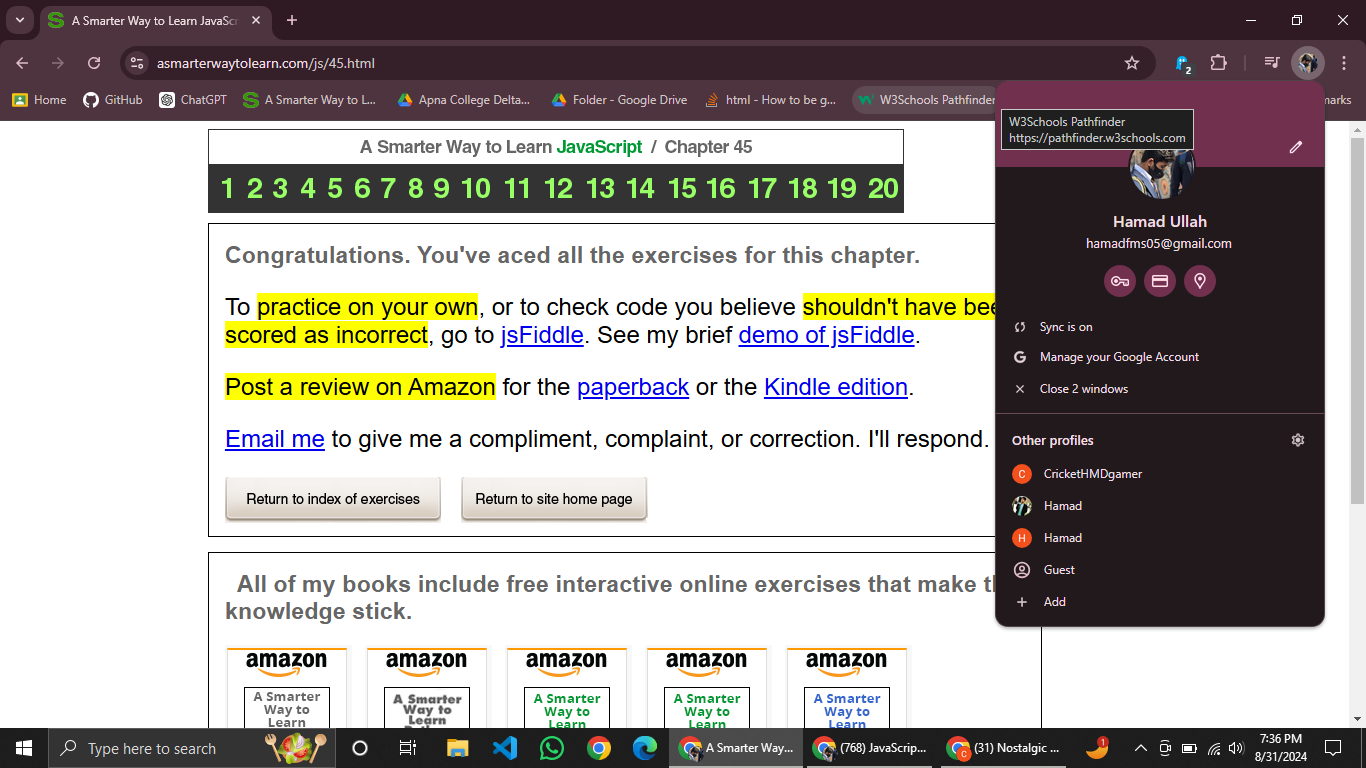 A Smarter Way to Learn JavaSc
asmarterwaytolearn.com/js/45.html
2
Home
GitHub
ChatGPT
A Smarter Way to L...
Apna College Delta...
Folder - Google Drive
html - How to be g...
W3Schools Pathfinder
marks
W3Schools Pathfinder
https://pathfinder.w3schools.com
A Smarter Way to Learn JavaScript / Chapter 45
1 2 3 4 5 6 7 8 9 10 11 12 13 14 15 16 17 18 19 20
Congratulations. You've aced all the exercises for this chapter.
To practice on your own, or to check code you believe shouldn't have bee
scored as incorrect, go to jsFiddle. See my brief demo of jsFiddle.
Post a review on Amazon for the paperback or the Kindle edition.
Email me to give me a compliment, complaint, or correction. I'll respond.
Return to index of exercises
Return to site home page
All of my books include free interactive online exercises that make th
knowledge stick.
amazon
A Smarter
Way to
Learn
amazon
A Smarter
Way to
Learn
amazon
A Smarter
Way to
Learn
amazon
A Smarter
Way to
Learn
amazon
A Smarter
Way to
Learn
Hamad Ullah
hamadfms05@gmail.com
Sync is on
Manage your Google Account
Close 2 windows
Other profiles
C
CricketHMDgamer
Hamad
H
Hamad
Guest
Add
Type here to search
A Smarter Way...
(768) JavaScrip...
C
(31) Nostalgic ...
1
7:36 PM
8/31/2024